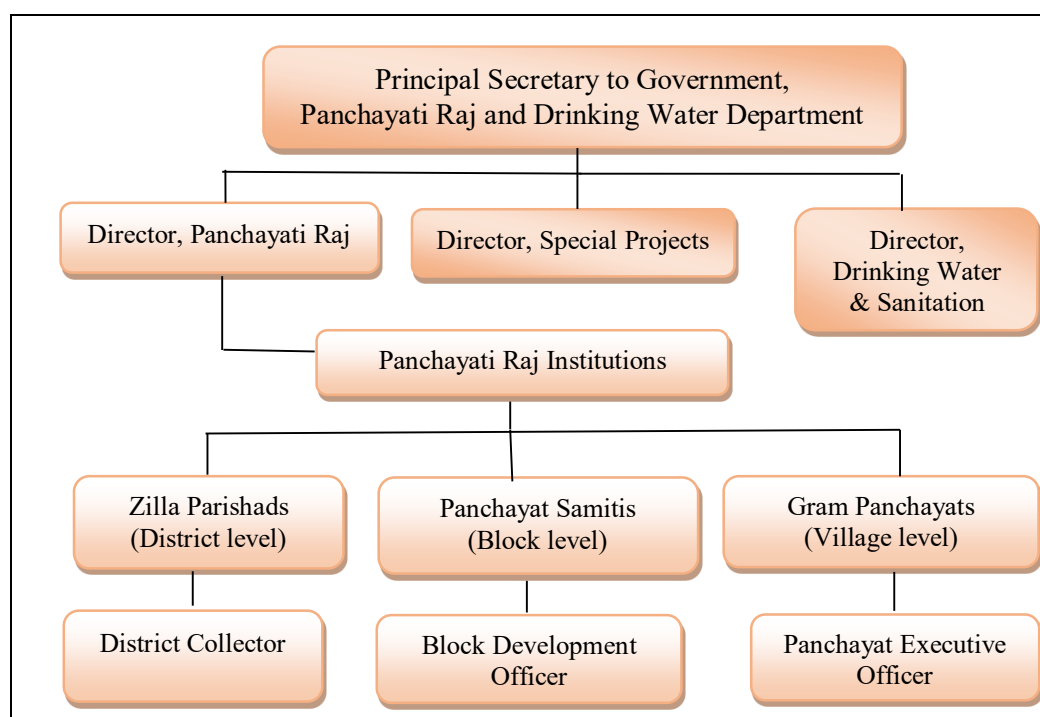 Principal Secretary to Government,
Panchayati Raj and Drinking Water Department
Director, Panchayati Raj
Director, Special Projects
Director,
Drinking Water
& Sanitation
Panchayati Raj Institutions
Zilla Parishads
(District level)
Panchayat Samitis
(Block level)
Gram Panchayats
(Village level)
District Collector
Block Development
Officer
Panchayat Executive
Officer